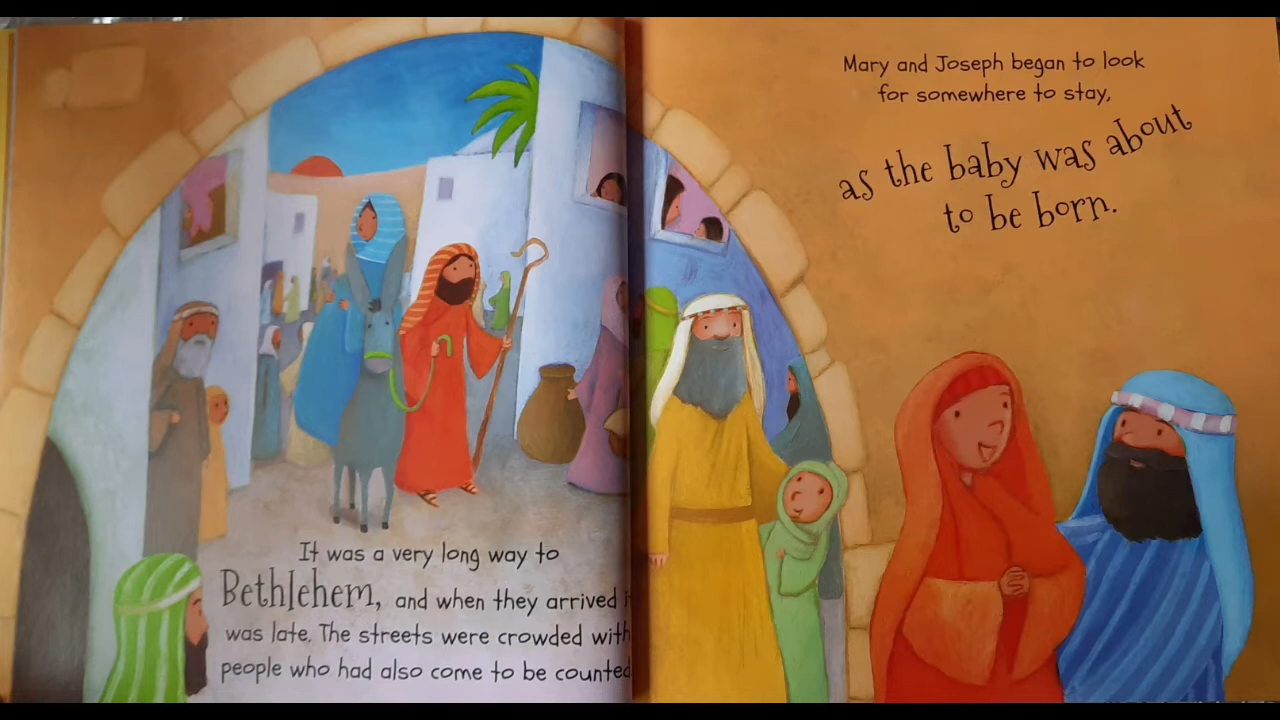 It was a very long way to
Bethlehem, and when they arrived
was late. The streets were crowded with
people who had also come to be counted
Mary and Joseph began to look
for somewhere to stay,
as the baby was about
to be born.